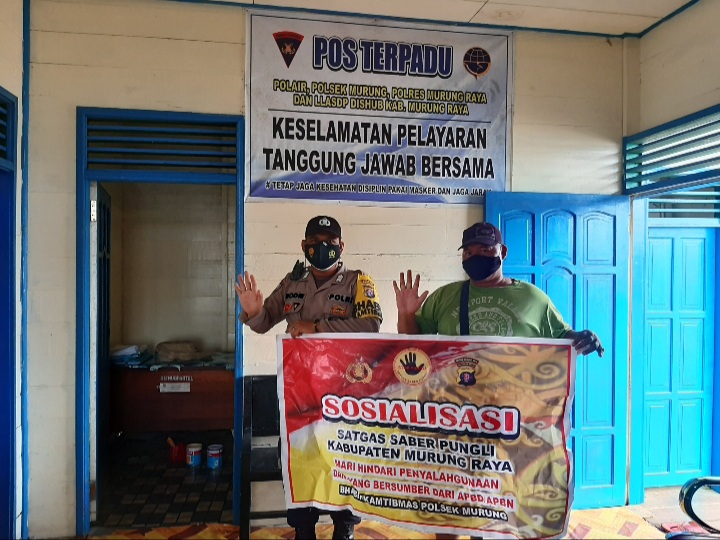 POS TERPADU
POLAIR, POLSEK MURUNG, POLRES MURUNG RAYA
DAN LLASDP DISHUB KAB. MURUNG RAYA
KESELAMATAN PELAYARAN
TANGGUNG JAWAB BERSAMA
# TETAP JAGA KESEHATAN DISIPLIN PAKAI MASKER DAN JAGA JARAK
POLRI
SOSIALISASI
SATGAS SABER PUNGLI
KABUPATEN MURUNG RAYA
MARI HINDARI PENYALAHGUNAAN
YANG BERSUMBER DARI APBD APBN
POLSEK MURUNG